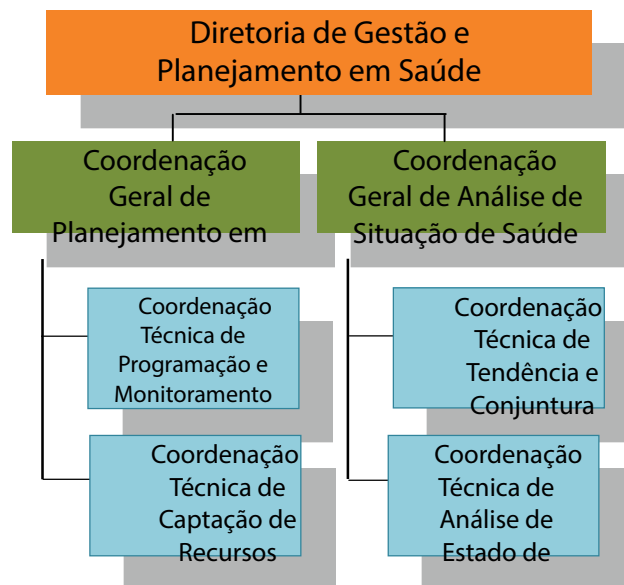 Diretoria de Gestão e
Planejamento em Saúde
Coordenação
Geral de
Planejamento em
Coordenação
Geral de Análise de
Situação de Saúde
Coordenação
Técnica de
Programação e
Monitoramento
Coordenação
Técnica de
Tendência e
Conjuntura
Coordenação
Técnica de
Captação de
Recursos
Coordenação
Técnica de
Análise de
Estado de